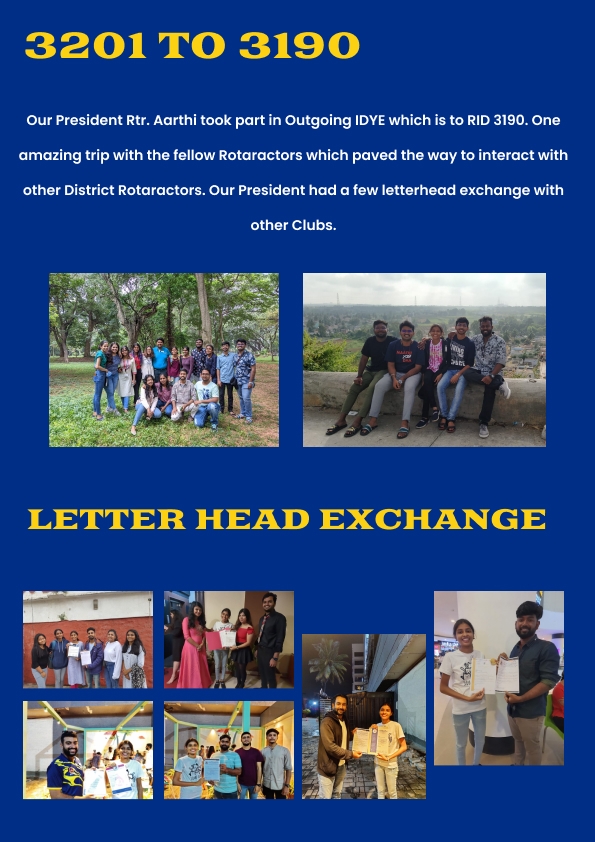 3201 TO 3190
Our President Rtr. Aarthi took part in Outgoing IDYE which is to RID 3190. One
amazing trip with the fellow Rotaractors which paved the way to interact with
other District Rotaractors. Our President had a few letterhead exchange with
other Clubs.
LETTER HEAD EXCHANGE